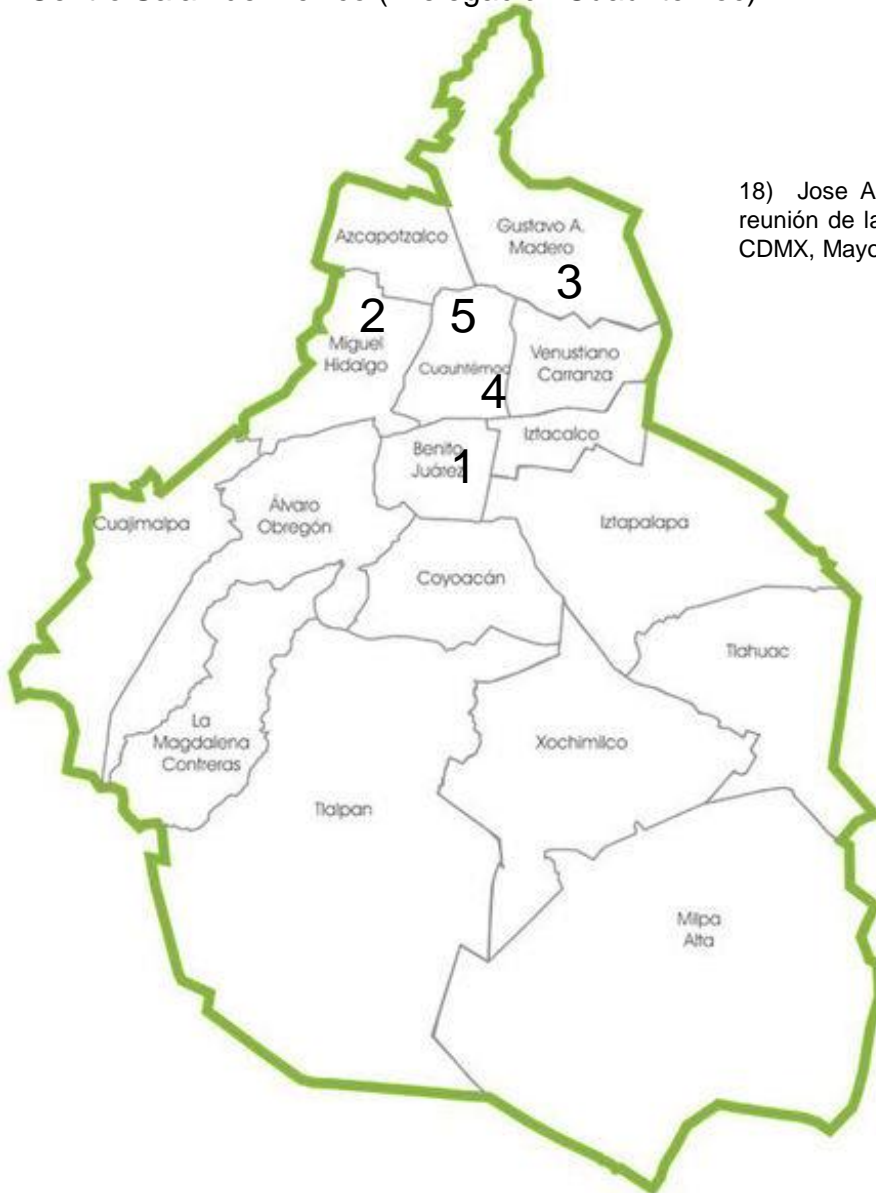 18) Jose A
reunión de la
CDMX, Mayo
Azcapotzalco
Gustavo A.
Madero
3
2
5
Miguel
Hidalgo
Cuauhtémoc
4
Venustiano
Carranza
Iztacalco
Benito
Juárez
1
Cuajimalpa
Álvaro
Obregón
Iztapalapa
Coyoacán
Tlahuac
La
Magdalena
Contreras
Xochimilco
Tlalpan
Milpa
Alta